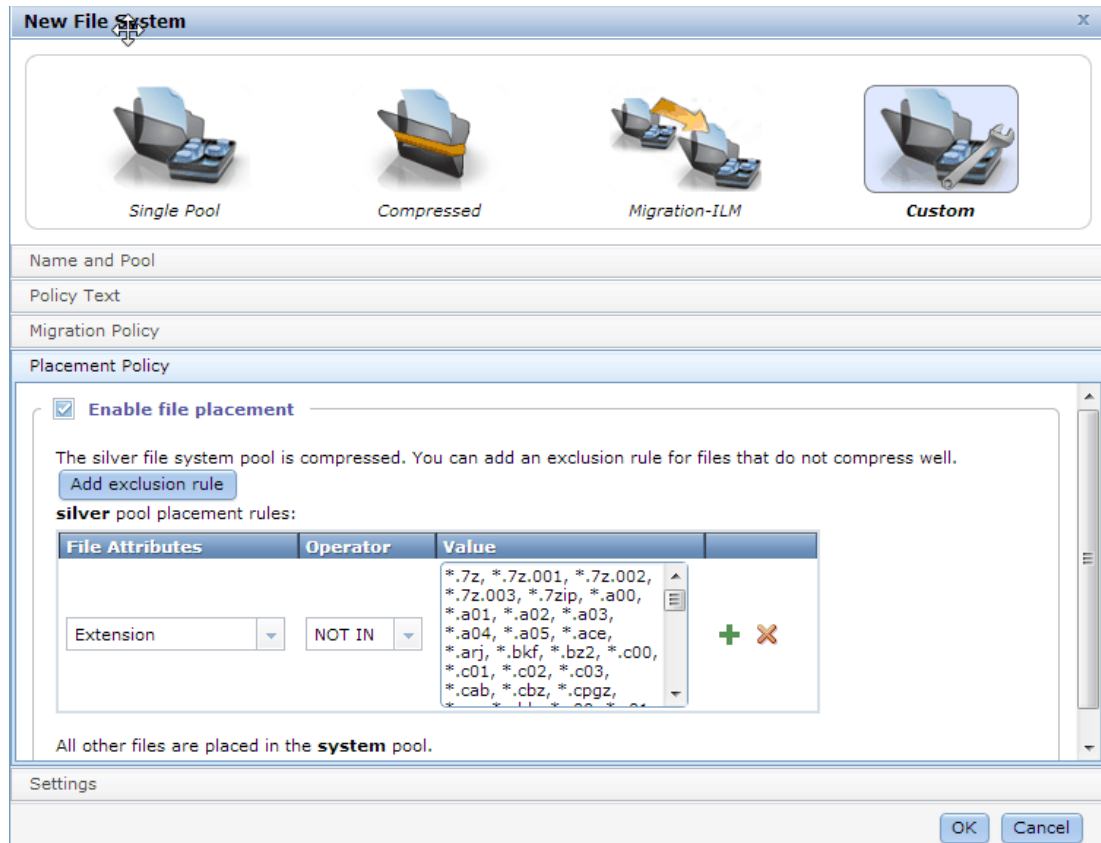 New File System
x
Single Pool
Compressed
Migration-ILM
Custom
Name and Pool
Policy Text
Migration Policy
Placement Policy
Enable file placement
The silver file system pool is compressed. You can add an exclusion rule for files that do not compress well.
Add exclusion rule
silver pool placement rules:
File Attributes Operator Value
Extension NOT IN
*.7z, *.7z.001, *.7z.002,
*.7z.003, *.7zip, *.a00,
*.a01, *.a02, *.a03,
*.a04, *.a05, *.ace,
*.arj, *.bkf, *.bz2, *.c00,
*.c01, *.c02, *.c03,
*.cab, *.cbz, *.cpgz,
All other files are placed in the system pool.
Settings
OK Cancel